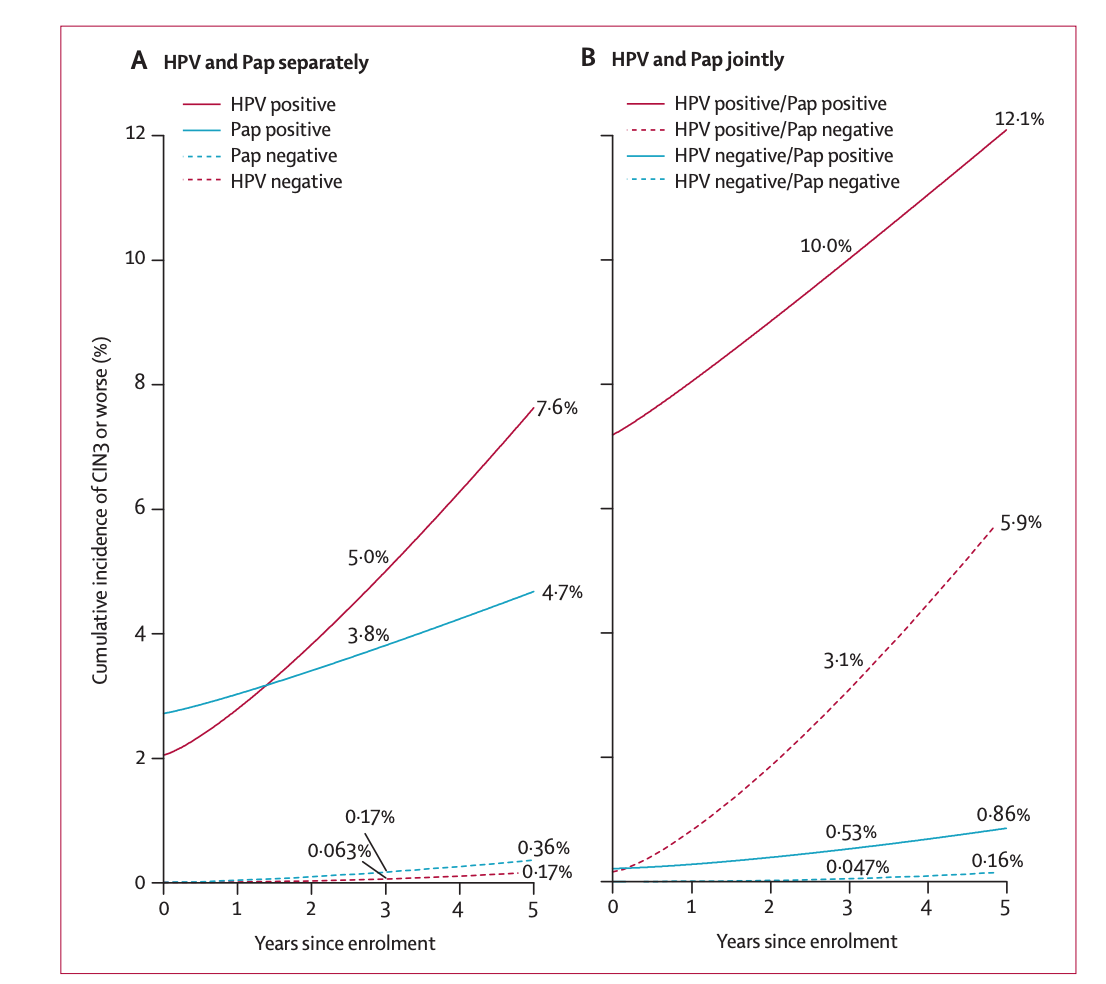 A HPV and Pap separately
HPV positive
Pap positive
Pap negative
HPV negative
Cumulative incidence of CIN3 or worse (%)
12
10
8
6
4
2
0
7·6%
5·0%
4·7%
3·8%
0·17%
0·063%
0·36%
0·17%
0 1 2 3 4 5
Years since enrolment
B HPV and Pap jointly
HPV positive/Pap positive
HPV positive/Pap negative
HPV negative/Pap positive
HPV negative/Pap negative
12·1%
10·0%
5·9%
3·1%
0·86%
0·53%
0·16%
0·047%
0 1 2 3 4 5
Years since enrolment